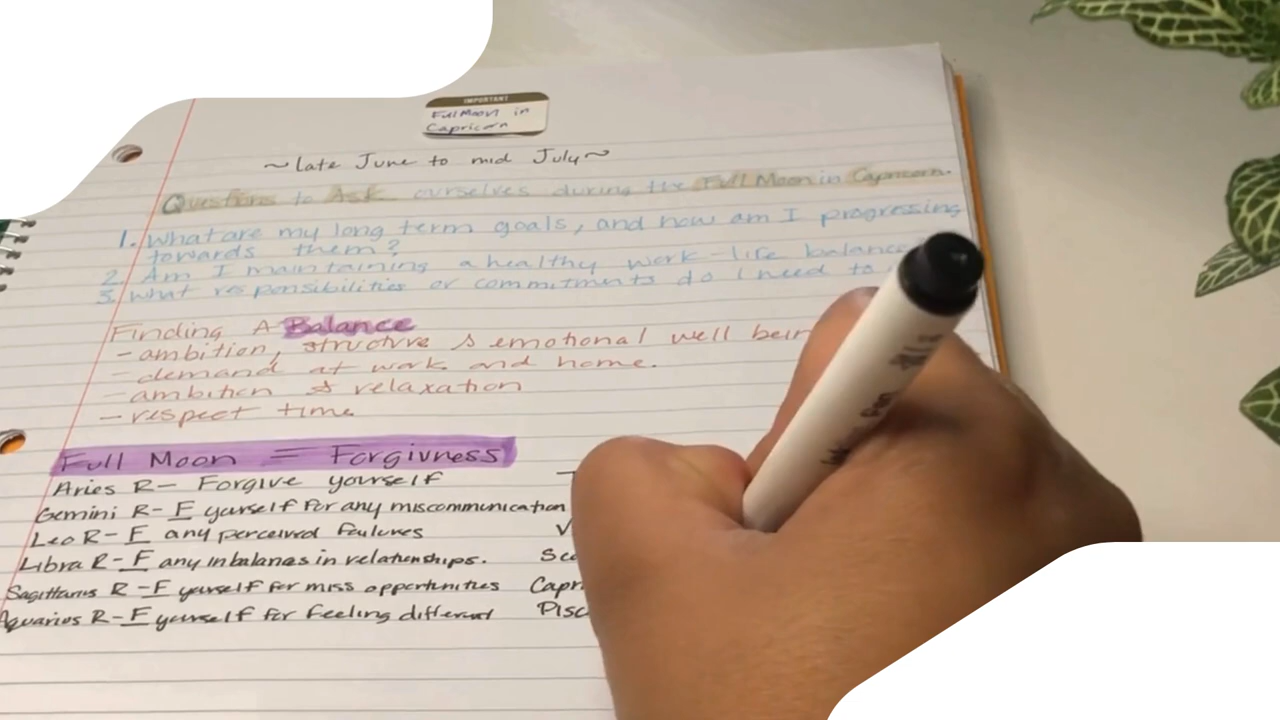 IMPORTANT
Full Moon in
Capricorn
~late June to mid July~
Questions to Ask ourselves during the Full Moon in Capricorn.
1. What are my long term goals, and how am I progressing
towards them?
2. Am I maintaining a healthy work-life balance
3. What responsibilities or commitments do I need to
Finding A Balance
- ambition, structure & emotional well bein
- demand at work and home.
- ambition & relaxation
- respect time
Full Moon = Forgivness
Aries R- Forgive yourself
Gemini R- F yourself for any miscommunication
Leo R- F any perceived failures
Libra R- F any inbalanes in relationships.
Sagittarius R-F yourself for miss opportunities
Aquarius R-F yourself for feeling different
Capri
Pisc